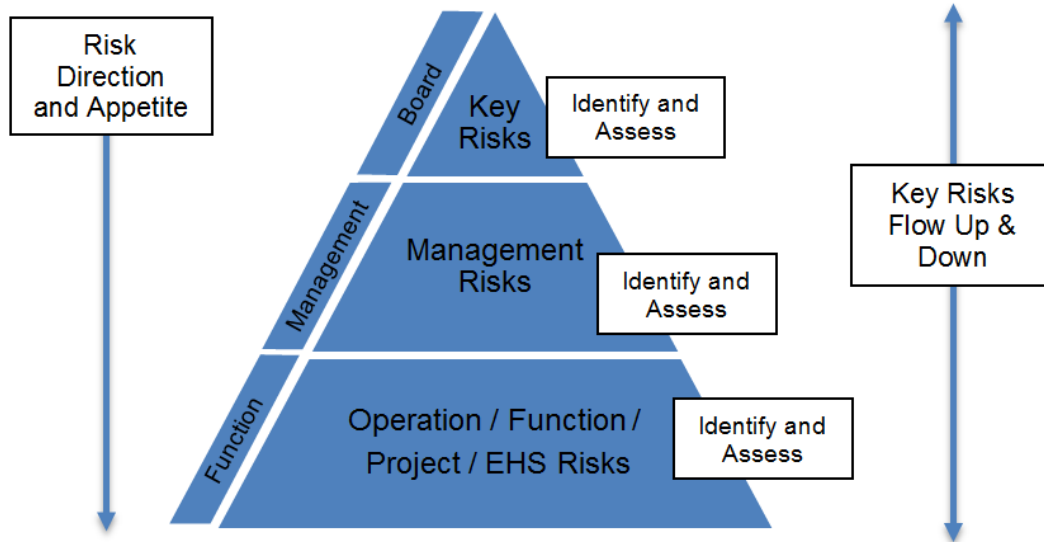 Risk
Direction
and Appetite
Board
Key
Risks
Identify and
Assess
Management
Management
Risks
Identify and
Assess
Key Risks
Flow Up &
Down
Function
Operation / Function /
Project / EHS Risks
Identify and
Assess